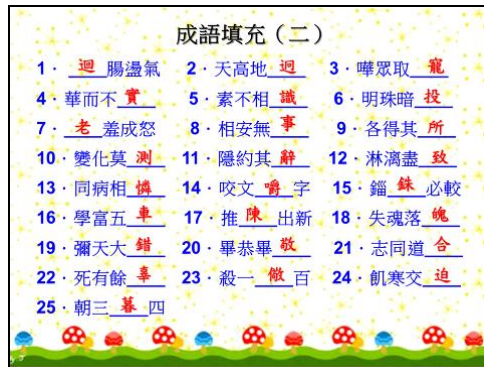 成語填充（二）
1．迴腸盪氣 2．天高地迥 3．嘩眾取寵
4．華而不實 5．素不相識 6．明珠暗投
7．老羞成怒 8．相安無事 9．各得其所
10．變化莫測 11．隱約其辭 12．淋漓盡致
13．同病相憐 14．咬文嚼字 15．錙銖必較
16．學富五車 17．推陳出新 18．失魂落魄
19．彌天大錯 20．畢恭畢敬 21．志同道合
22．死有餘辜 23．殺一儆百 24．飢寒交迫
25．朝三暮四